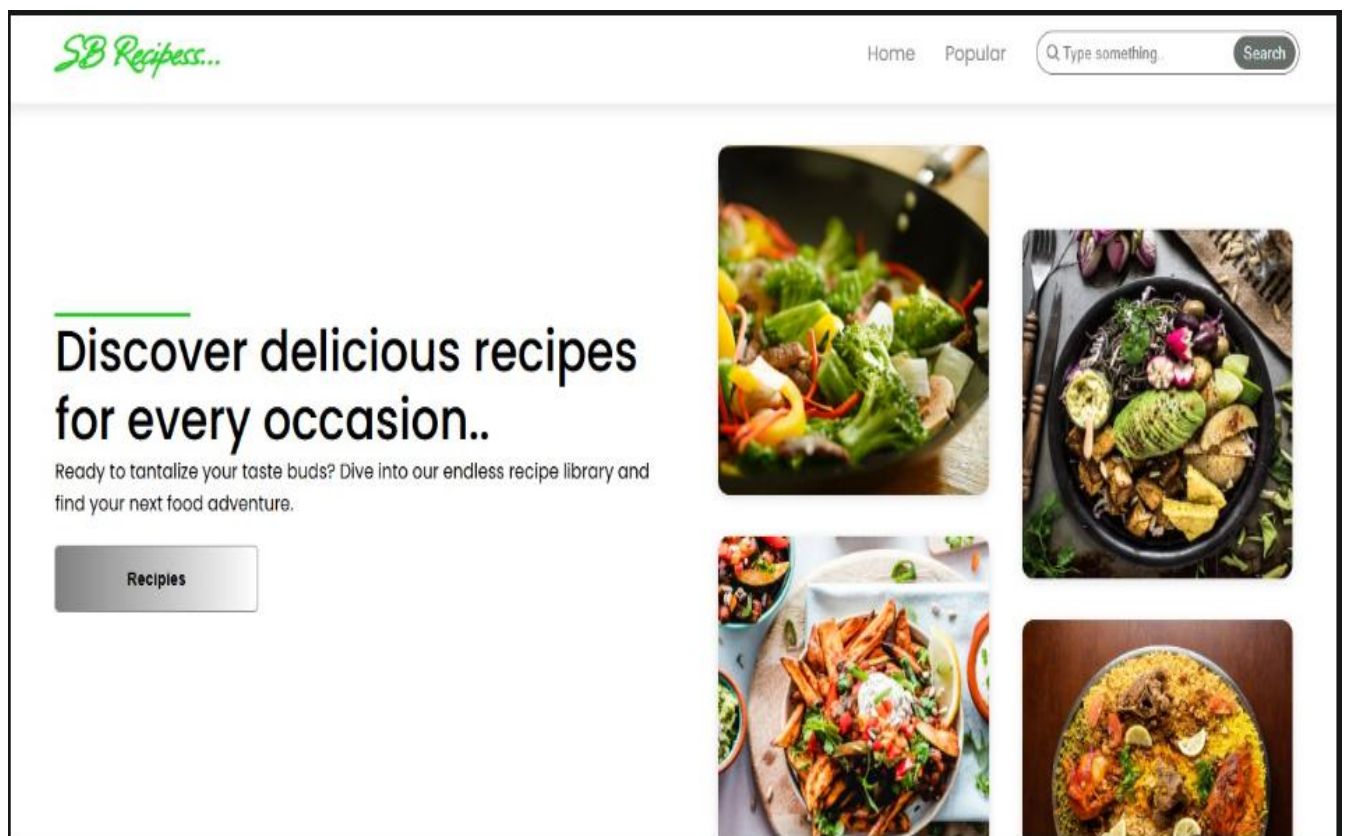 SB Recipess...
Home Popular Type something.. Search
Discover delicious recipes
for every occasion..
Ready to tantalize your taste buds? Dive into our endless recipe library and
find your next food adventure.
Recipies